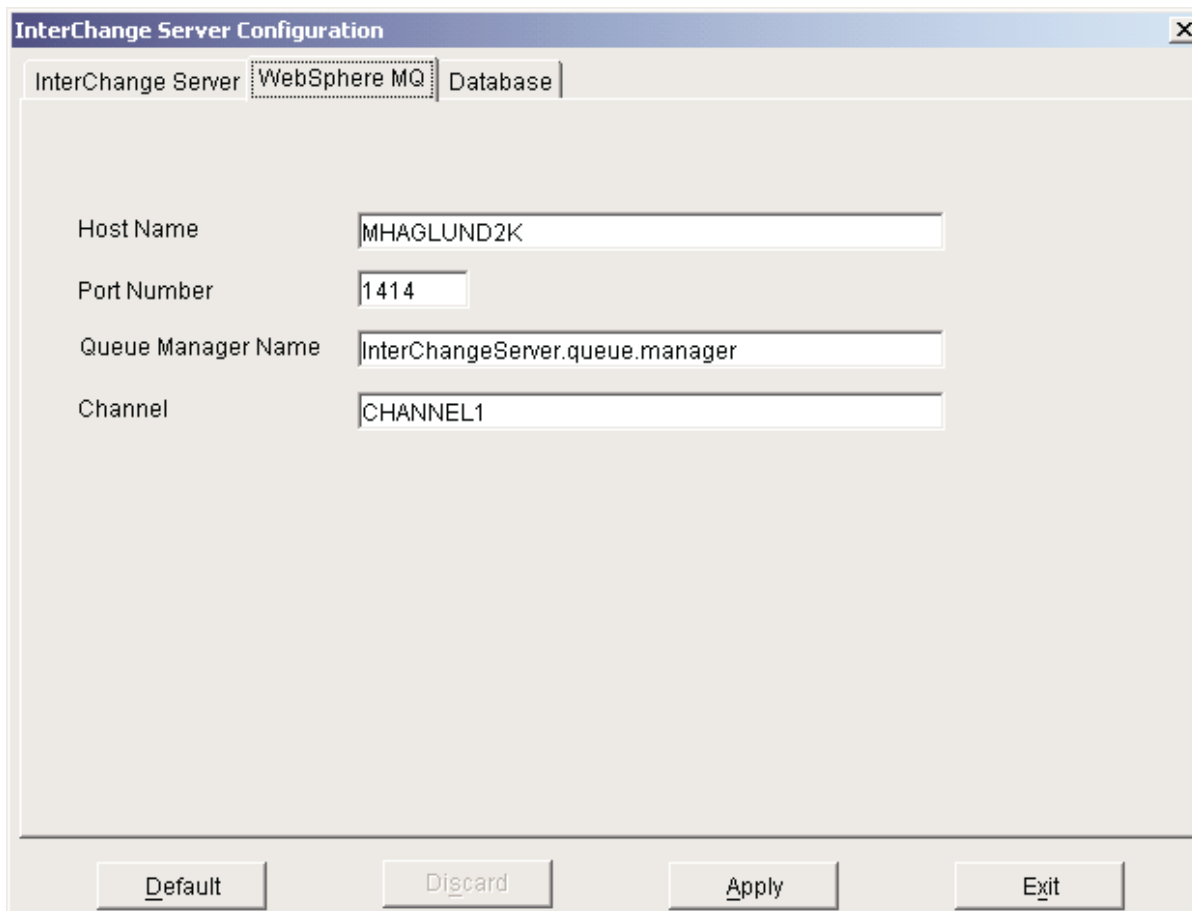 InterChange Server Configuration
InterChange Server WebSphere MQ Database
Host Name MHAGLUND2K
Port Number 1414
Queue Manager Name InterChangeServer.queue.manager
Channel CHANNEL1
Default Discard Apply Exit